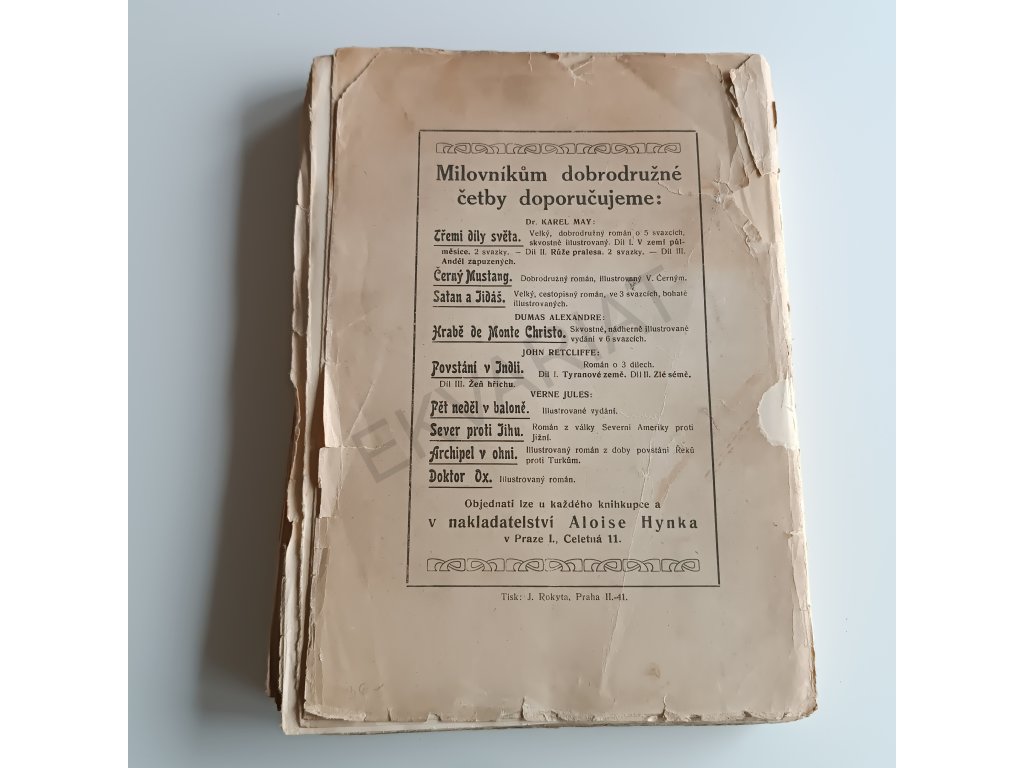 Milovníkům dobrodružné
četby doporučujeme:
Dr. KAREL MAY:
Třemi díly světa. Velký, dobrodružný román o 5 svazcích,
skvostně illustrovaný. Díl I. V zemi půl-
měsíce. 2 svazky. — Díl II. Růže pralesa. 2 svazky. — Díl III.
Anděl zapuzených.
Černý Mustang. Dobrodružný román, illustrovaný V. Černým.
Satan a Jidáš. Velký, cestopisný román, ve 3 svazcích, bohatě
illustrovaných.
DUMAS ALEXANDRE:
Hrabě de Monte Christo. Skvostné, nádherně illustrované
vydání v 6 svazcích.
JOHN RETCLIFFE:
Povstání v Indii. Román o 3 dílech.
Díl I. Tyranové země. Díl II. Zlé símě.
Díl III. Žeň hříchu.
VERNE JULES:
Pět neděl v baloně. Illustrované vydání.
Sever proti Jihu. Román z války Severní Ameriky proti
Jižní.
Archipel v ohni. Illustrovaný román z doby povstání Řeků
proti Turkům.
Doktor Ox. Illustrovaný román.
Objednati lze u každého knihkupce a
v nakladatelství Aloise Hynka
v Praze I., Celetná 11.
Tisk: J. Rokyta, Praha II.-41.
EKVARIAT